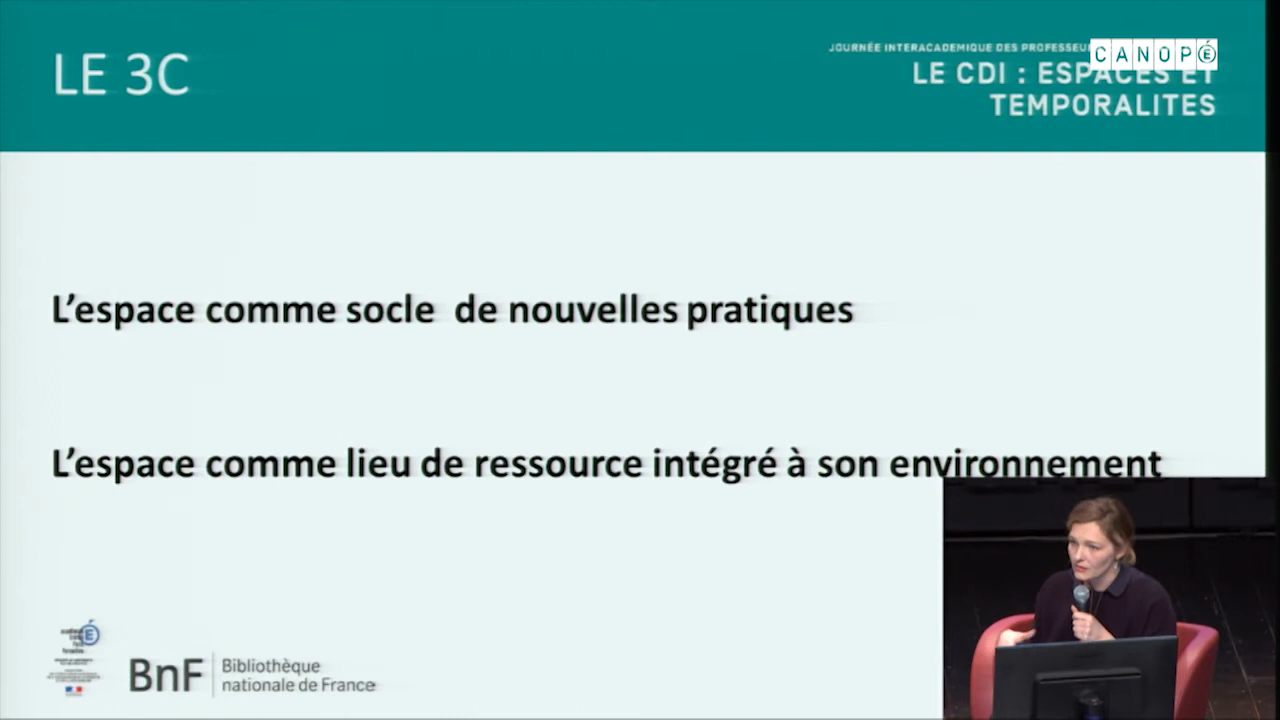 LE 3C
JOURNÉE INTERACADEMIQUE DES
CANOPÉ
LE CDI : ESPACES ET
TEMPORALITES
L'espace comme socle de nouvelles pratiques
L'espace comme lieu de ressource intégré à son environnement
BnF
Bibliothèque
nationale de France